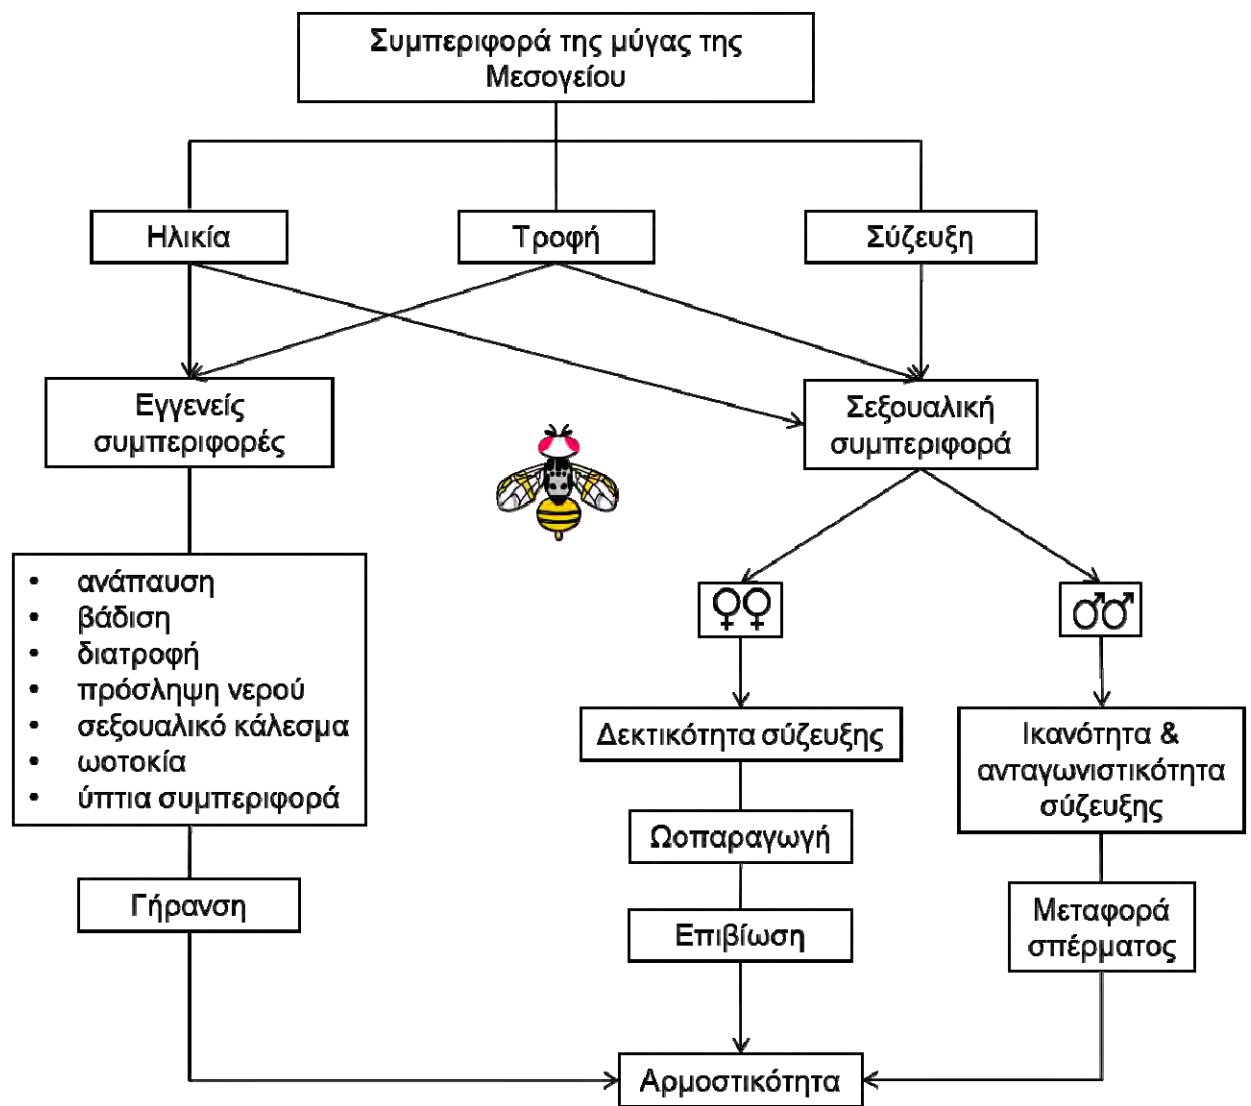 Συμπεριφορά της μύγας της
Μεσογείου
Ηλικία
Τροφή
Σύζευξη
Εγγενείς
συμπεριφορές
Σεξουαλική
συμπεριφορά
• ανάπαυση
• βάδιση
• διατροφή
• πρόσληψη νερού
• σεξουαλικό κάλεσμα
• ωοτοκία
• ύπτια συμπεριφορά
♀♀
♂♂
Δεκτικότητα σύζευξης
Ικανότητα &
ανταγωνιστικότητα
σύζευξης
Ωοπαραγωγή
Γήρανση
Επιβίωση
Μεταφορά
σπέρματος
Αρμοστικότητα